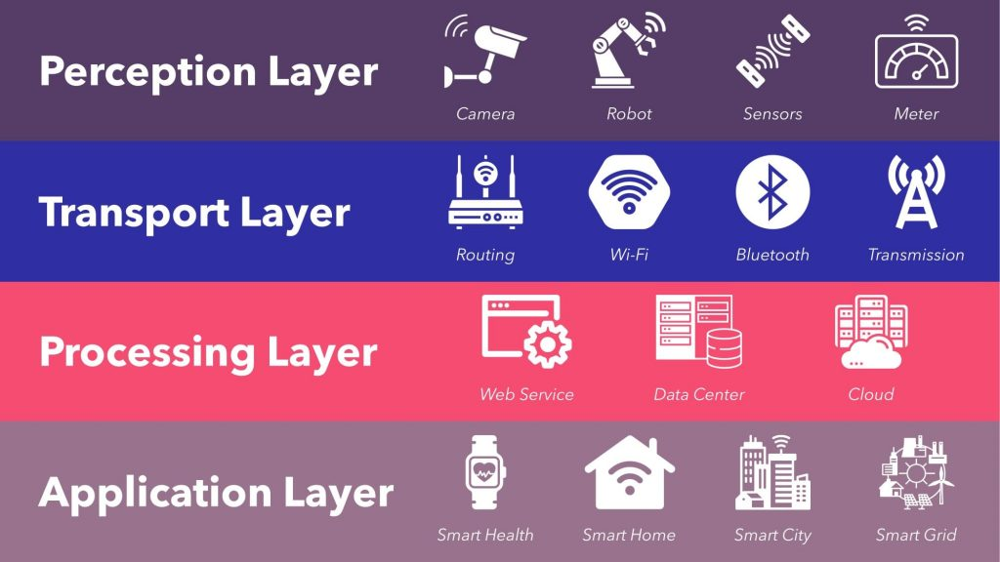 Perception Layer
Camera
Robot
Sensors
Meter
Transport Layer
Routing
Wi-Fi
Bluetooth
Transmission
Processing Layer
Web Service
Data Center
Cloud
Application Layer
Smart Health
Smart Home
Smart City
Smart Grid